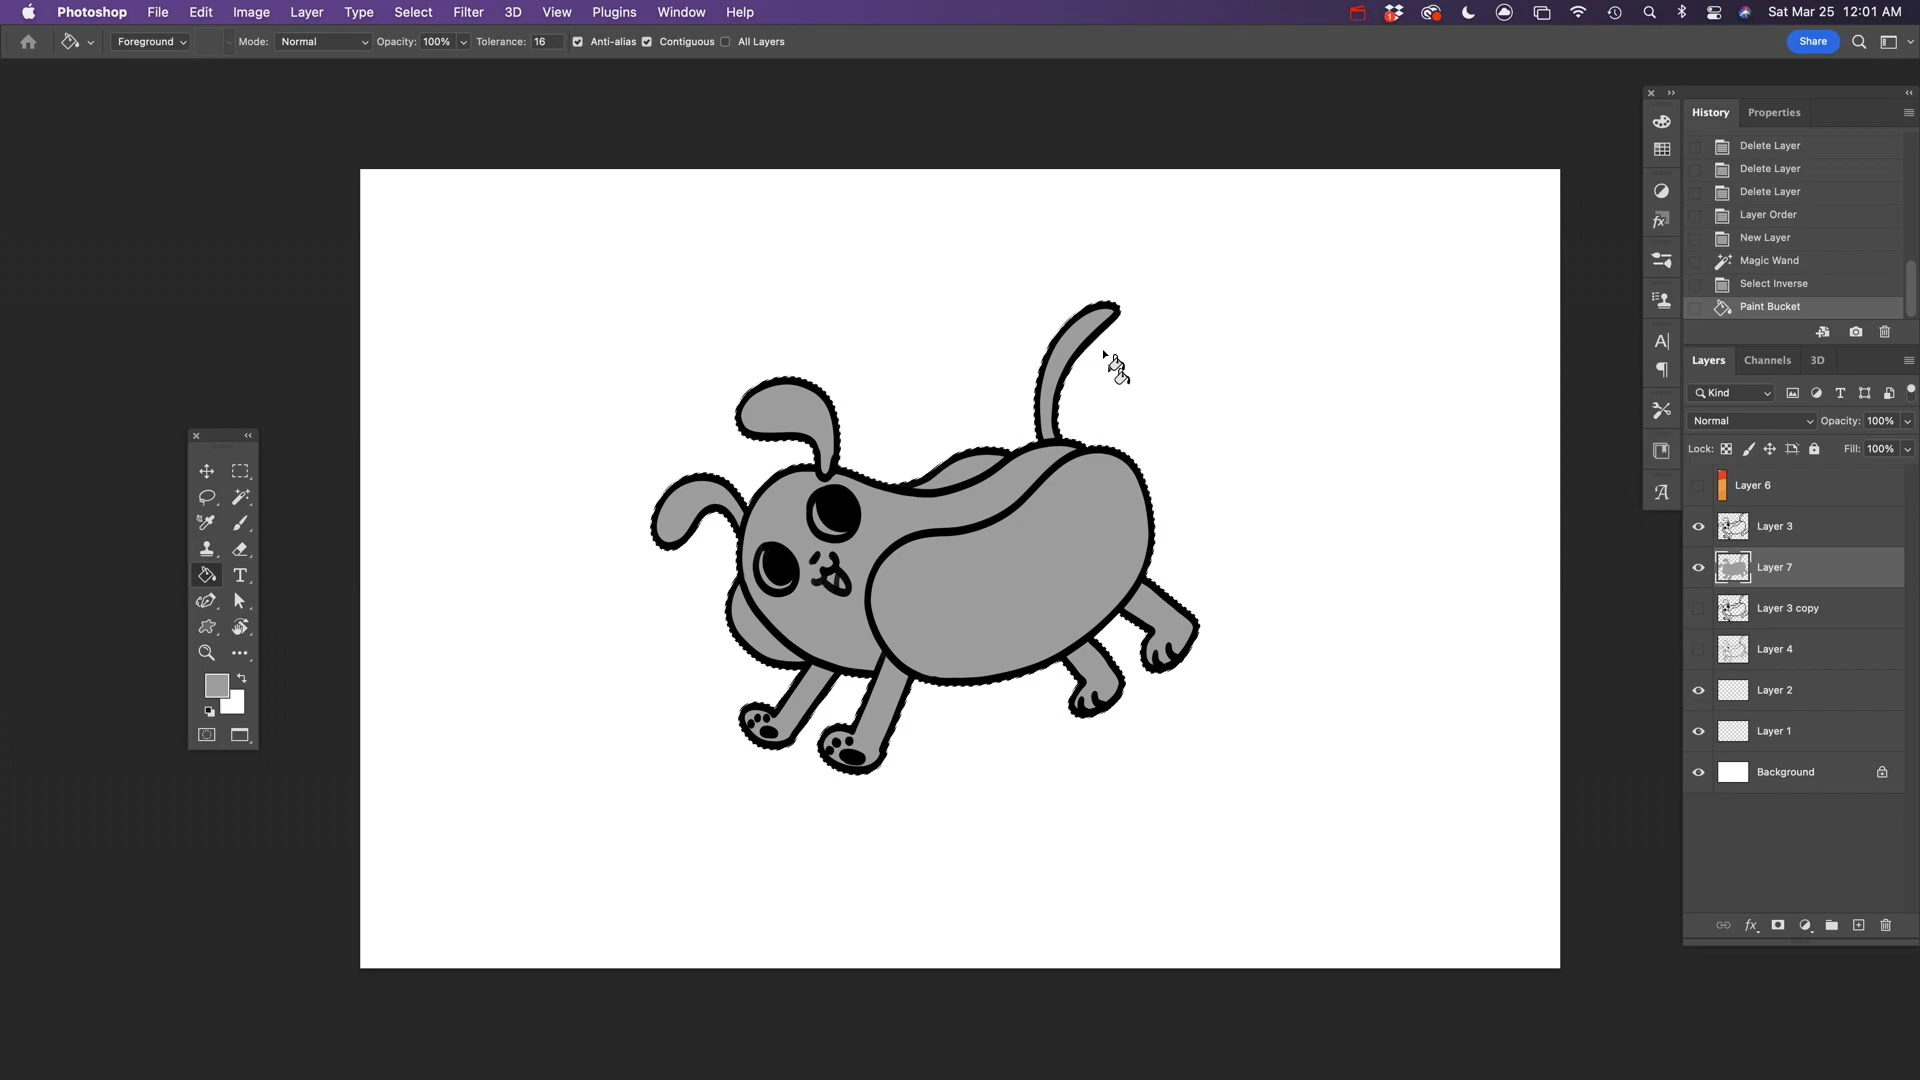 Photoshop File Edit Image Layer Type Select Filter 3D View Plugins Window Help 1 Sat Mar 25 12:01 AM
Foreground Mode: Normal Opacity: 100% Tolerance: 16 Anti-alias Contiguous All Layers Share
History Properties
Delete Layer
Delete Layer
Delete Layer
Layer Order
New Layer
Magic Wand
Select Inverse
Paint Bucket
Layers Channels 3D
Kind
Normal Opacity: 100%
Lock: Fill: 100%
Layer 6
Layer 3
Layer 7
Layer 3 copy
Layer 4
Layer 2
Layer 1
Background
fx